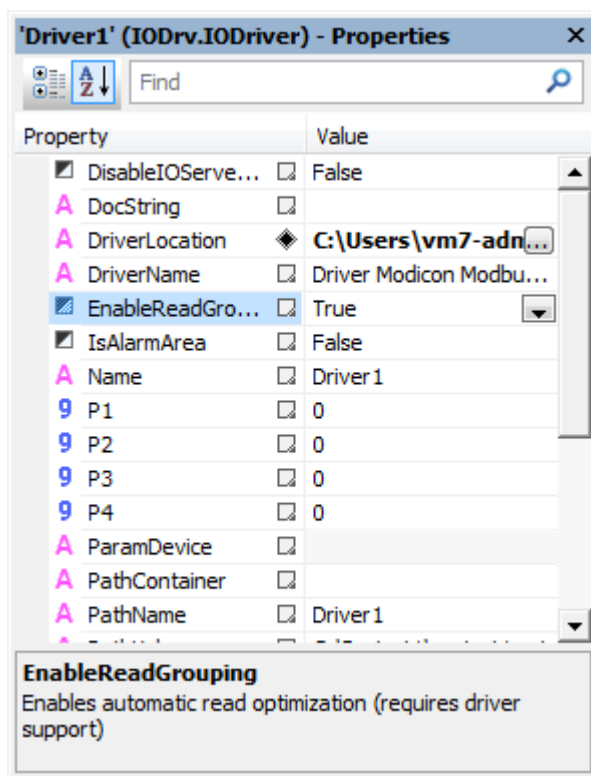 'Driver1' (IODrv.IODriver) - Properties
Find
Property Value
DisableIOServe... False
DocString
DriverLocation C:\Users\vm7-adn...
DriverName Driver Modicon Modbu...
EnableReadGro... True
IsAlarmArea False
Name Driver1
P1 0
P2 0
P3 0
P4 0
ParamDevice
PathContainer
PathName Driver1
EnableReadGrouping
Enables automatic read optimization (requires driver
support)